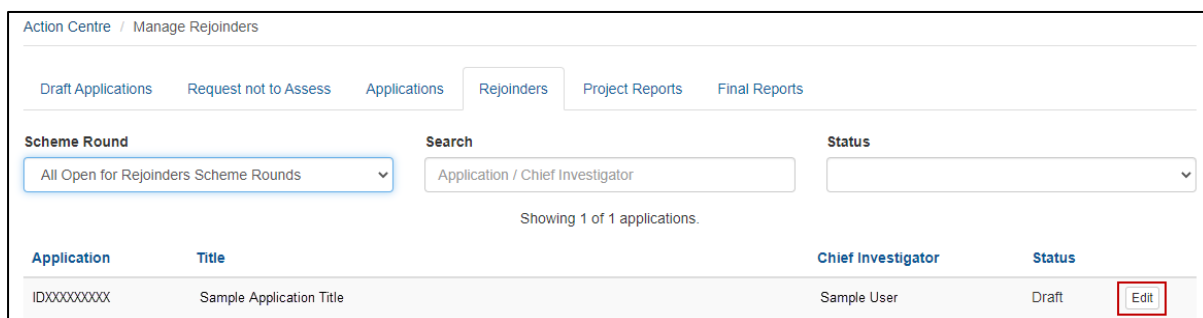 Action Centre / Manage Rejoinders
Draft Applications Request not to Assess Applications Rejoinders Project Reports Final Reports
Scheme Round Search Status
All Open for Rejoinders Scheme Rounds Application / Chief Investigator
Showing 1 of 1 applications.
Application Title Chief Investigator Status
IDXXXXXXXXX Sample Application Title Sample User Draft Edit